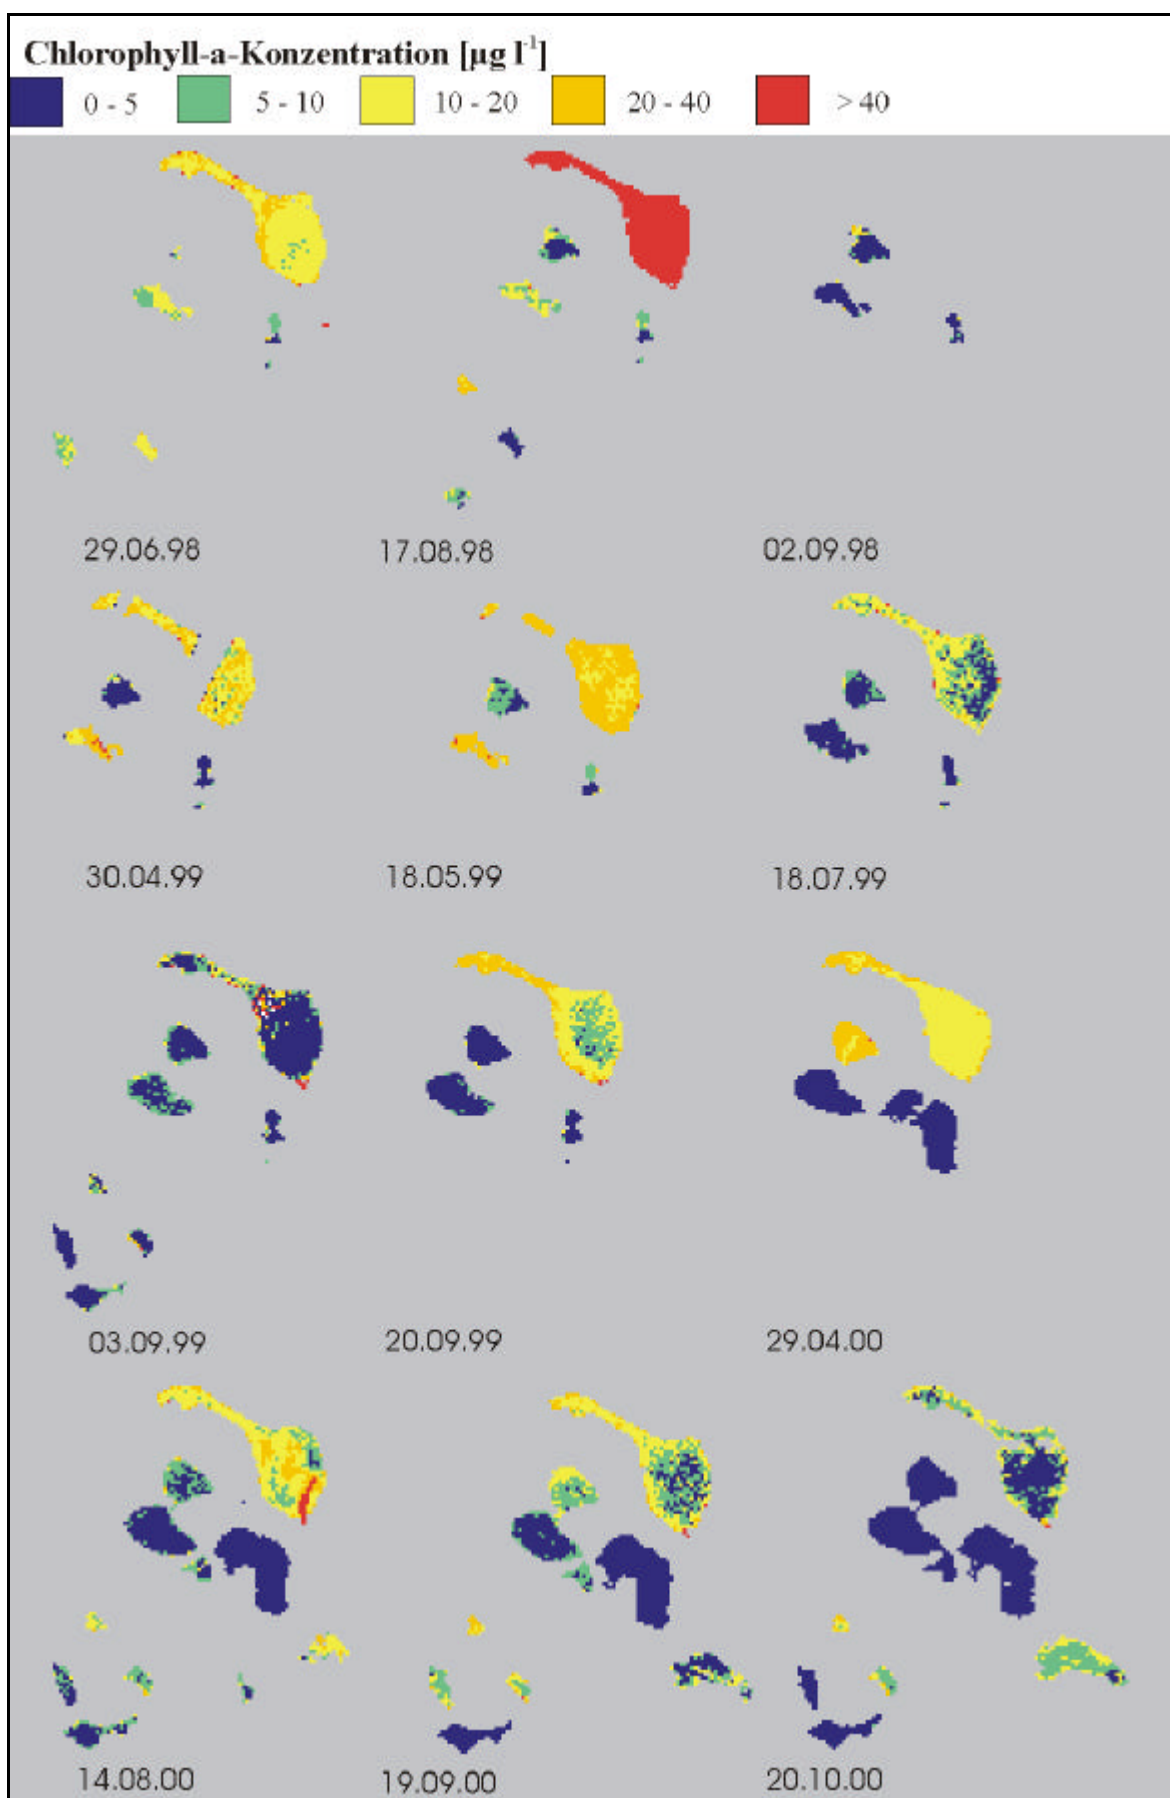 Chlorophyll-a-Konzentration [µg l⁻¹]
0 - 5 5 - 10 10 - 20 20 - 40 > 40
29.06.98 17.08.98 02.09.98
30.04.99 18.05.99 18.07.99
03.09.99 20.09.99 29.04.00
14.08.00 19.09.00 20.10.00